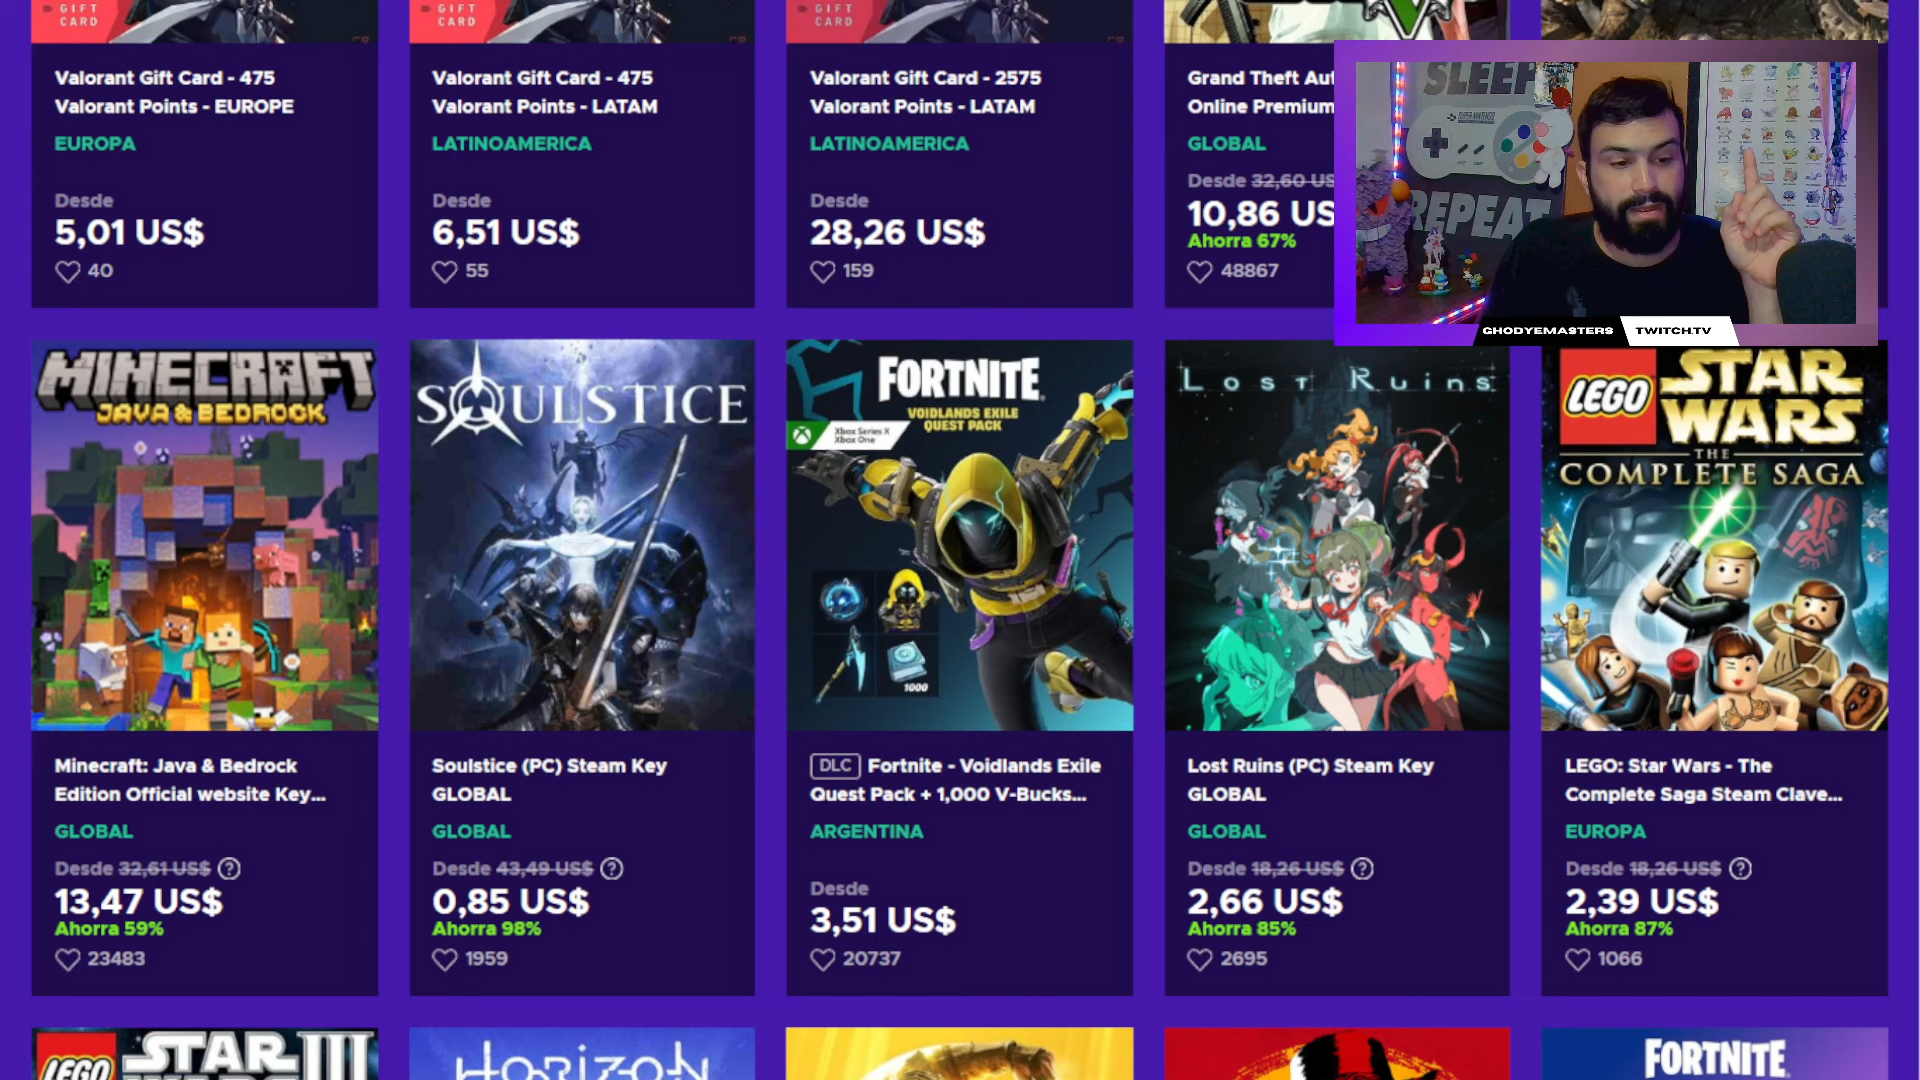 GIFT
CARD
GIFT
CARD
GIFT
CARD
Valorant Gift Card - 475
Valorant Points - EUROPE
EUROPA
Desde
5,01 US$
40
Valorant Gift Card - 475
Valorant Points - LATAM
LATINOAMERICA
Desde
6,51 US$
55
Valorant Gift Card - 2575
Valorant Points - LATAM
LATINOAMERICA
Desde
28,26 US$
159
Grand Theft Aut
Online Premium
GLOBAL
Desde 32,60 US
10,86 US
Ahorra 67%
48867
SLEEP
SUPER NINTENDO
REPEAT
GHODYEMASTERS
TWITCH.TV
MINECRAFT
JAVA & BEDROCK
Minecraft: Java & Bedrock
Edition Official website Key...
GLOBAL
Desde 32,61 US$ ?
13,47 US$
Ahorra 59%
23483
SOULSTICE
Soulstice (PC) Steam Key
GLOBAL
GLOBAL
Desde 43,49 US$ ?
0,85 US$
Ahorra 98%
1959
FORTNITE
VOIDLANDS EXILE
QUEST PACK
Xbox Series X
Xbox One
1000
DLC Fortnite - Voidlands Exile
Quest Pack + 1,000 V-Bucks...
ARGENTINA
Desde
3,51 US$
20737
Lost Ruins
Lost Ruins (PC) Steam Key
GLOBAL
GLOBAL
Desde 18,26 US$ ?
2,66 US$
Ahorra 85%
2695
LEGO STAR
WARS
THE
COMPLETE SAGA
LEGO: Star Wars - The
Complete Saga Steam Clave...
EUROPA
Desde 18,26 US$ ?
2,39 US$
Ahorra 87%
1066
LEGO STAR III
HORIZON
FORTNITE